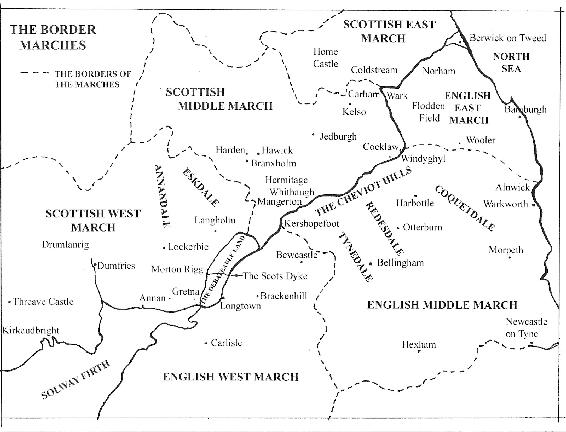 THE BORDER
MARCHES
THE BORDERS OF
THE MARCHES
SCOTTISH EAST
MARCH
Berwick on Tweed
NORTH
SEA
Home
Castle
Coldstream
Norham
SCOTTISH
MIDDLE MARCH
Carham
Wark
Kelso
Flodden
Field
ENGLISH
EAST
MARCH
Bamburgh
Jedburgh
Wooler
Cocklaw
Windyghyl
Harden
Hawick
Branxholm
Hermitage
Whithaugh
Mangerton
ANNANDALE
ESKDALE
THE CHEVIOT HILLS
Alnwick
Warkworth
COQUETDALE
Harbottle
REDESDALE
Otterburn
SCOTTISH WEST
MARCH
Langholm
Kershopefoot
TYNEDALE
Drumlanrig
Lockerbie
THE DEBATEABLE LAND
Bewcastle
Bellingham
Morpeth
Dumfries
Morton Rigg
The Scots Dyke
Gretna
Annan
Longtown
Brackenhill
Threave Castle
ENGLISH MIDDLE MARCH
Kirkcudbright
Newcastle
on Tyne
Carlisle
Hexham
SOLWAY FIRTH
ENGLISH WEST MARCH